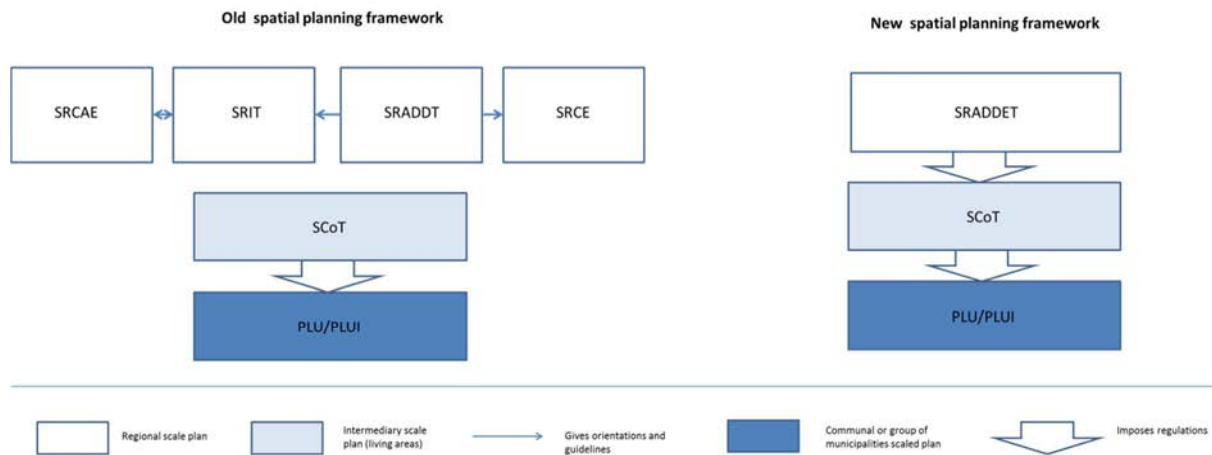 Old spatial planning framework
New spatial planning framework
SRCAE
SRIT
SRADDT
SRCE
SRADDET
SCoT
SCoT
PLU/PLUI
PLU/PLUI
Regional scale plan
Intermediary scale
plan (living areas)
Gives orientations and
guidelines
Communal or group of
municipalities scaled plan
Imposes regulations